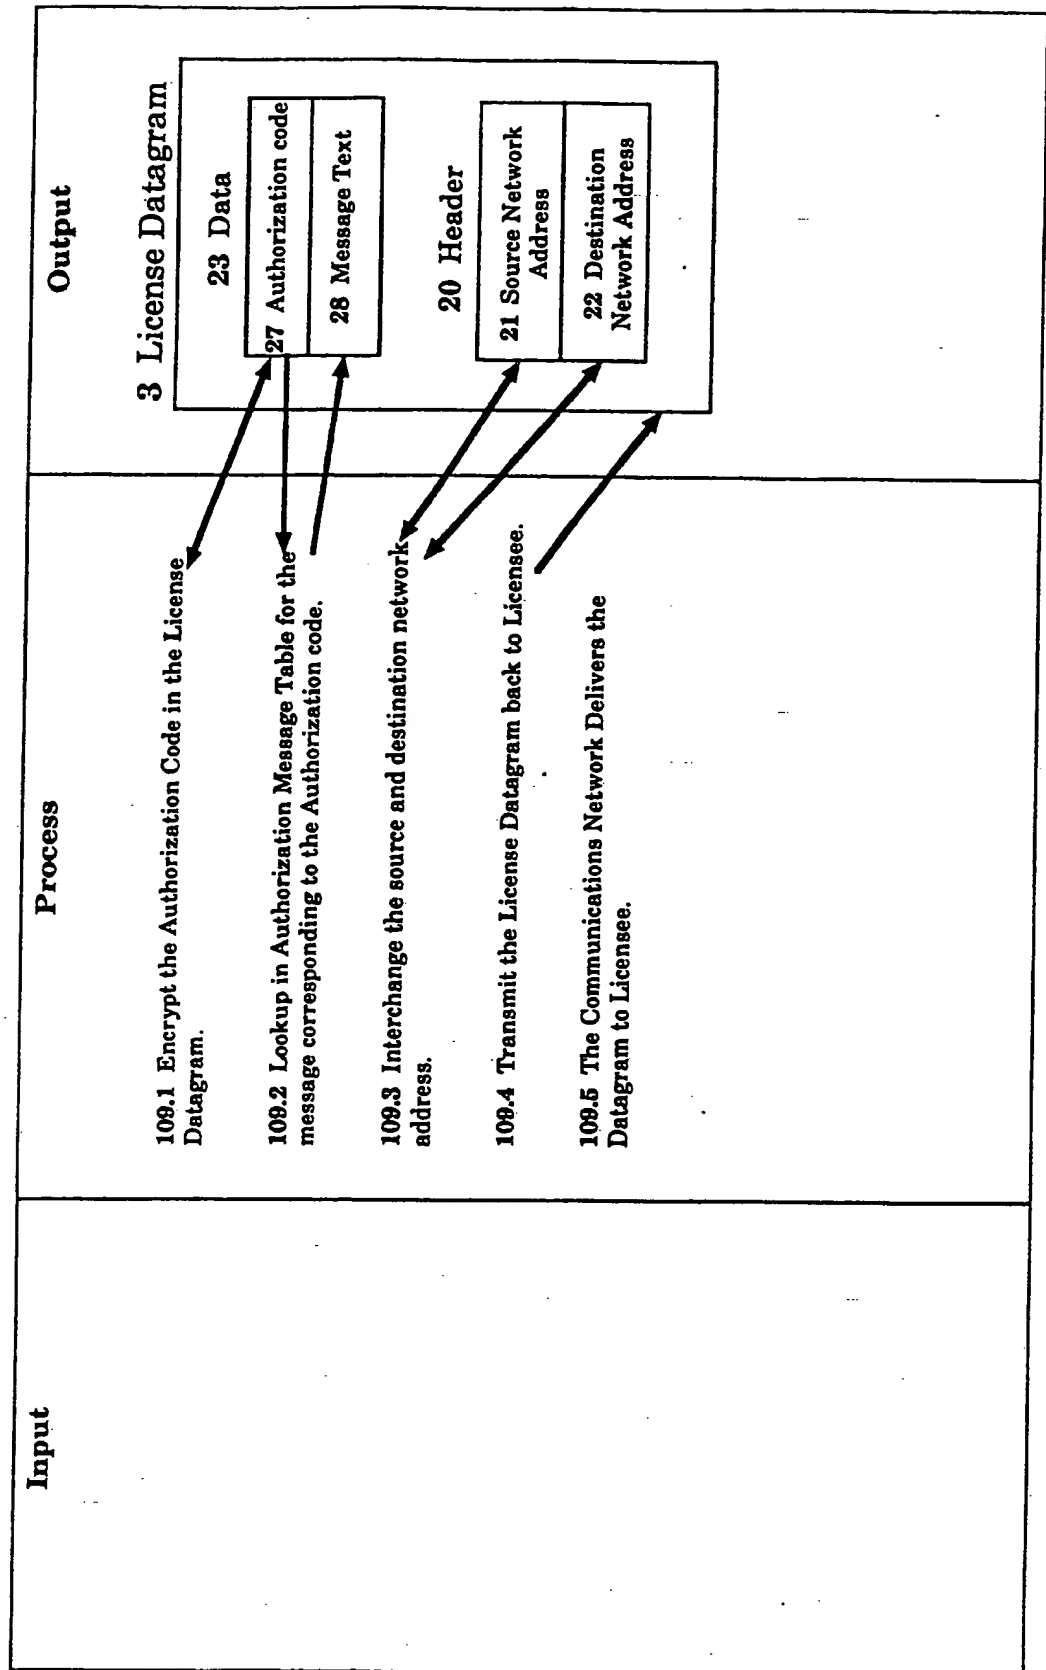 Input
Process
Output
109.1 Encrypt the Authorization Code in the License
Datagram.
109.2 Lookup in Authorization Message Table for the
message corresponding to the Authorization code.
109.3 Interchange the source and destination network
address.
109.4 Transmit the License Datagram back to Licensee.
109.5 The Communications Network Delivers the
Datagram to Licensee.
3 License Datagram
23 Data
27 Authorization code
28 Message Text
20 Header
21 Source Network
Address
22 Destination
Network Address